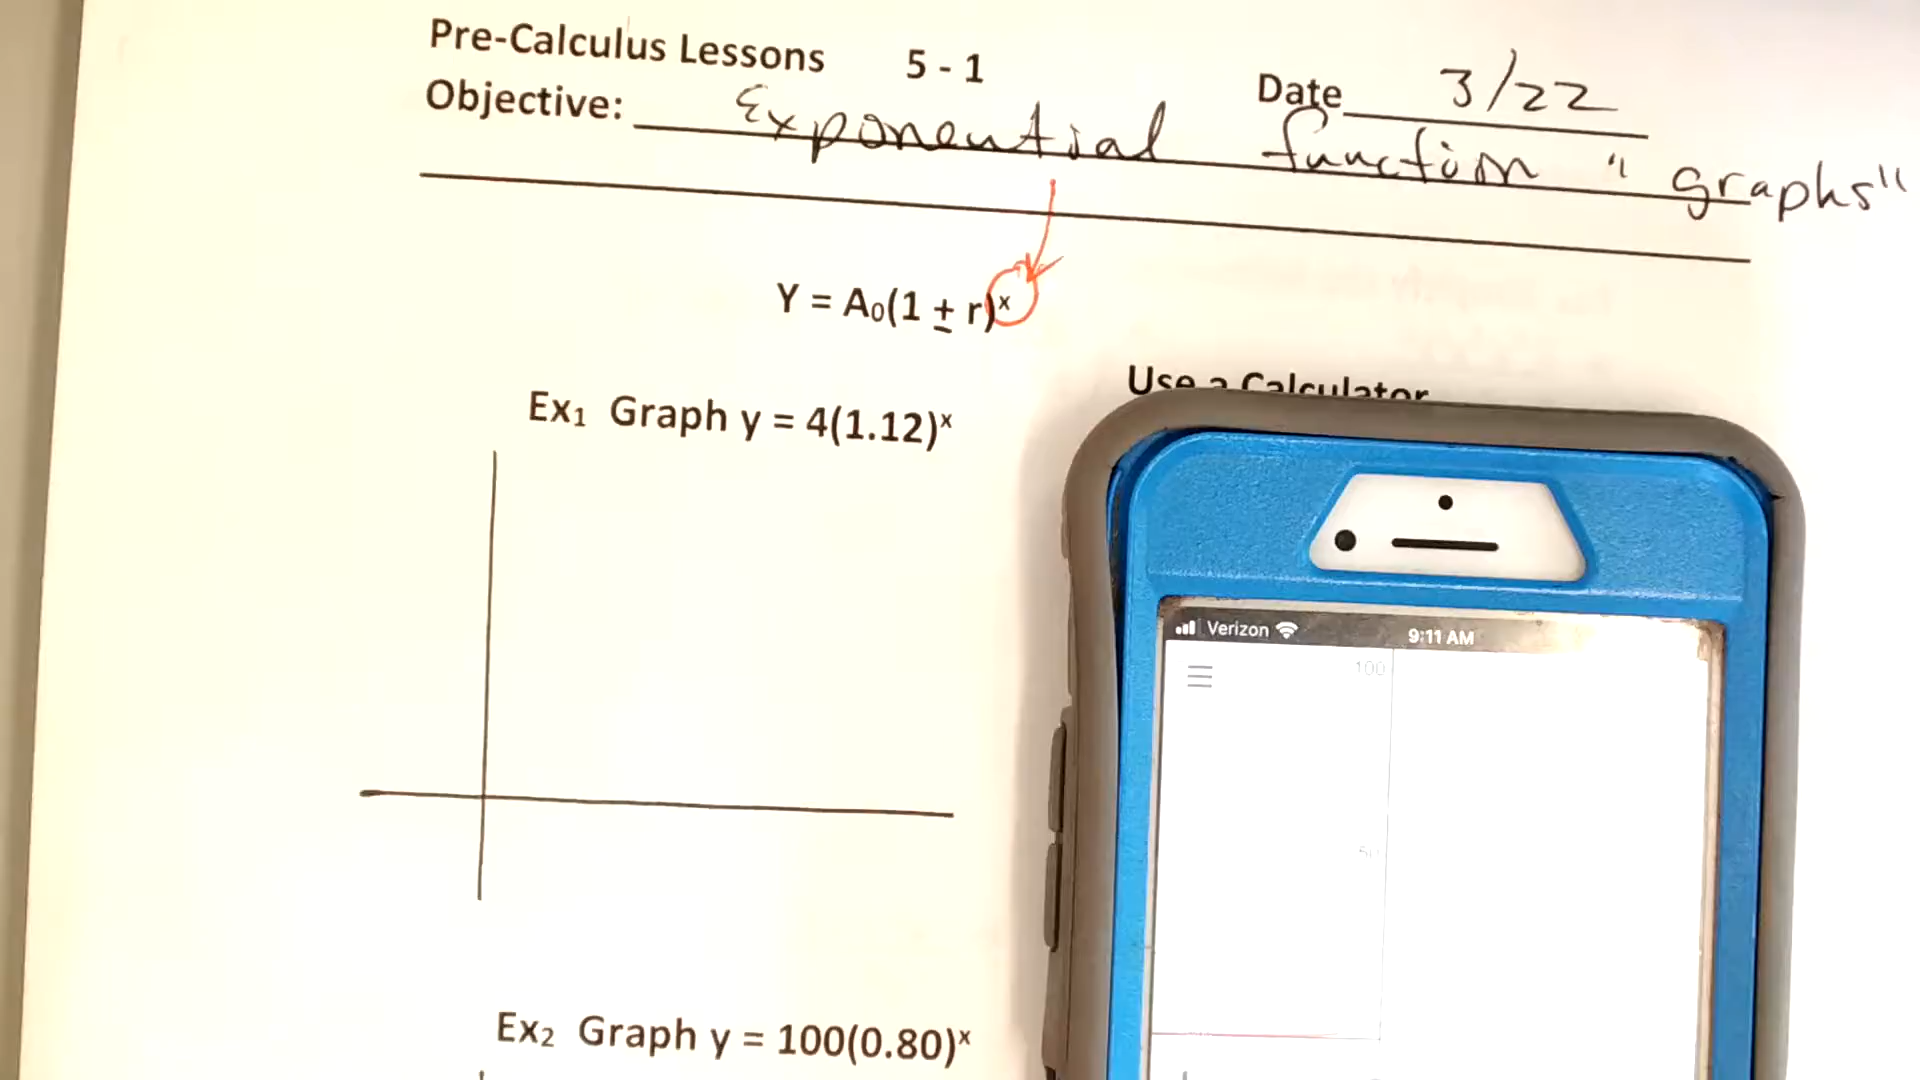 Pre-Calculus Lessons 5 - 1 Date 3/22
Objective: Exponential function "graphs"
Y = A₀(1 ± r)ˣ
Use a Calculator
Ex₁ Graph y = 4(1.12)ˣ
Verizon 9:11 AM
100
50
Ex₂ Graph y = 100(0.80)ˣ